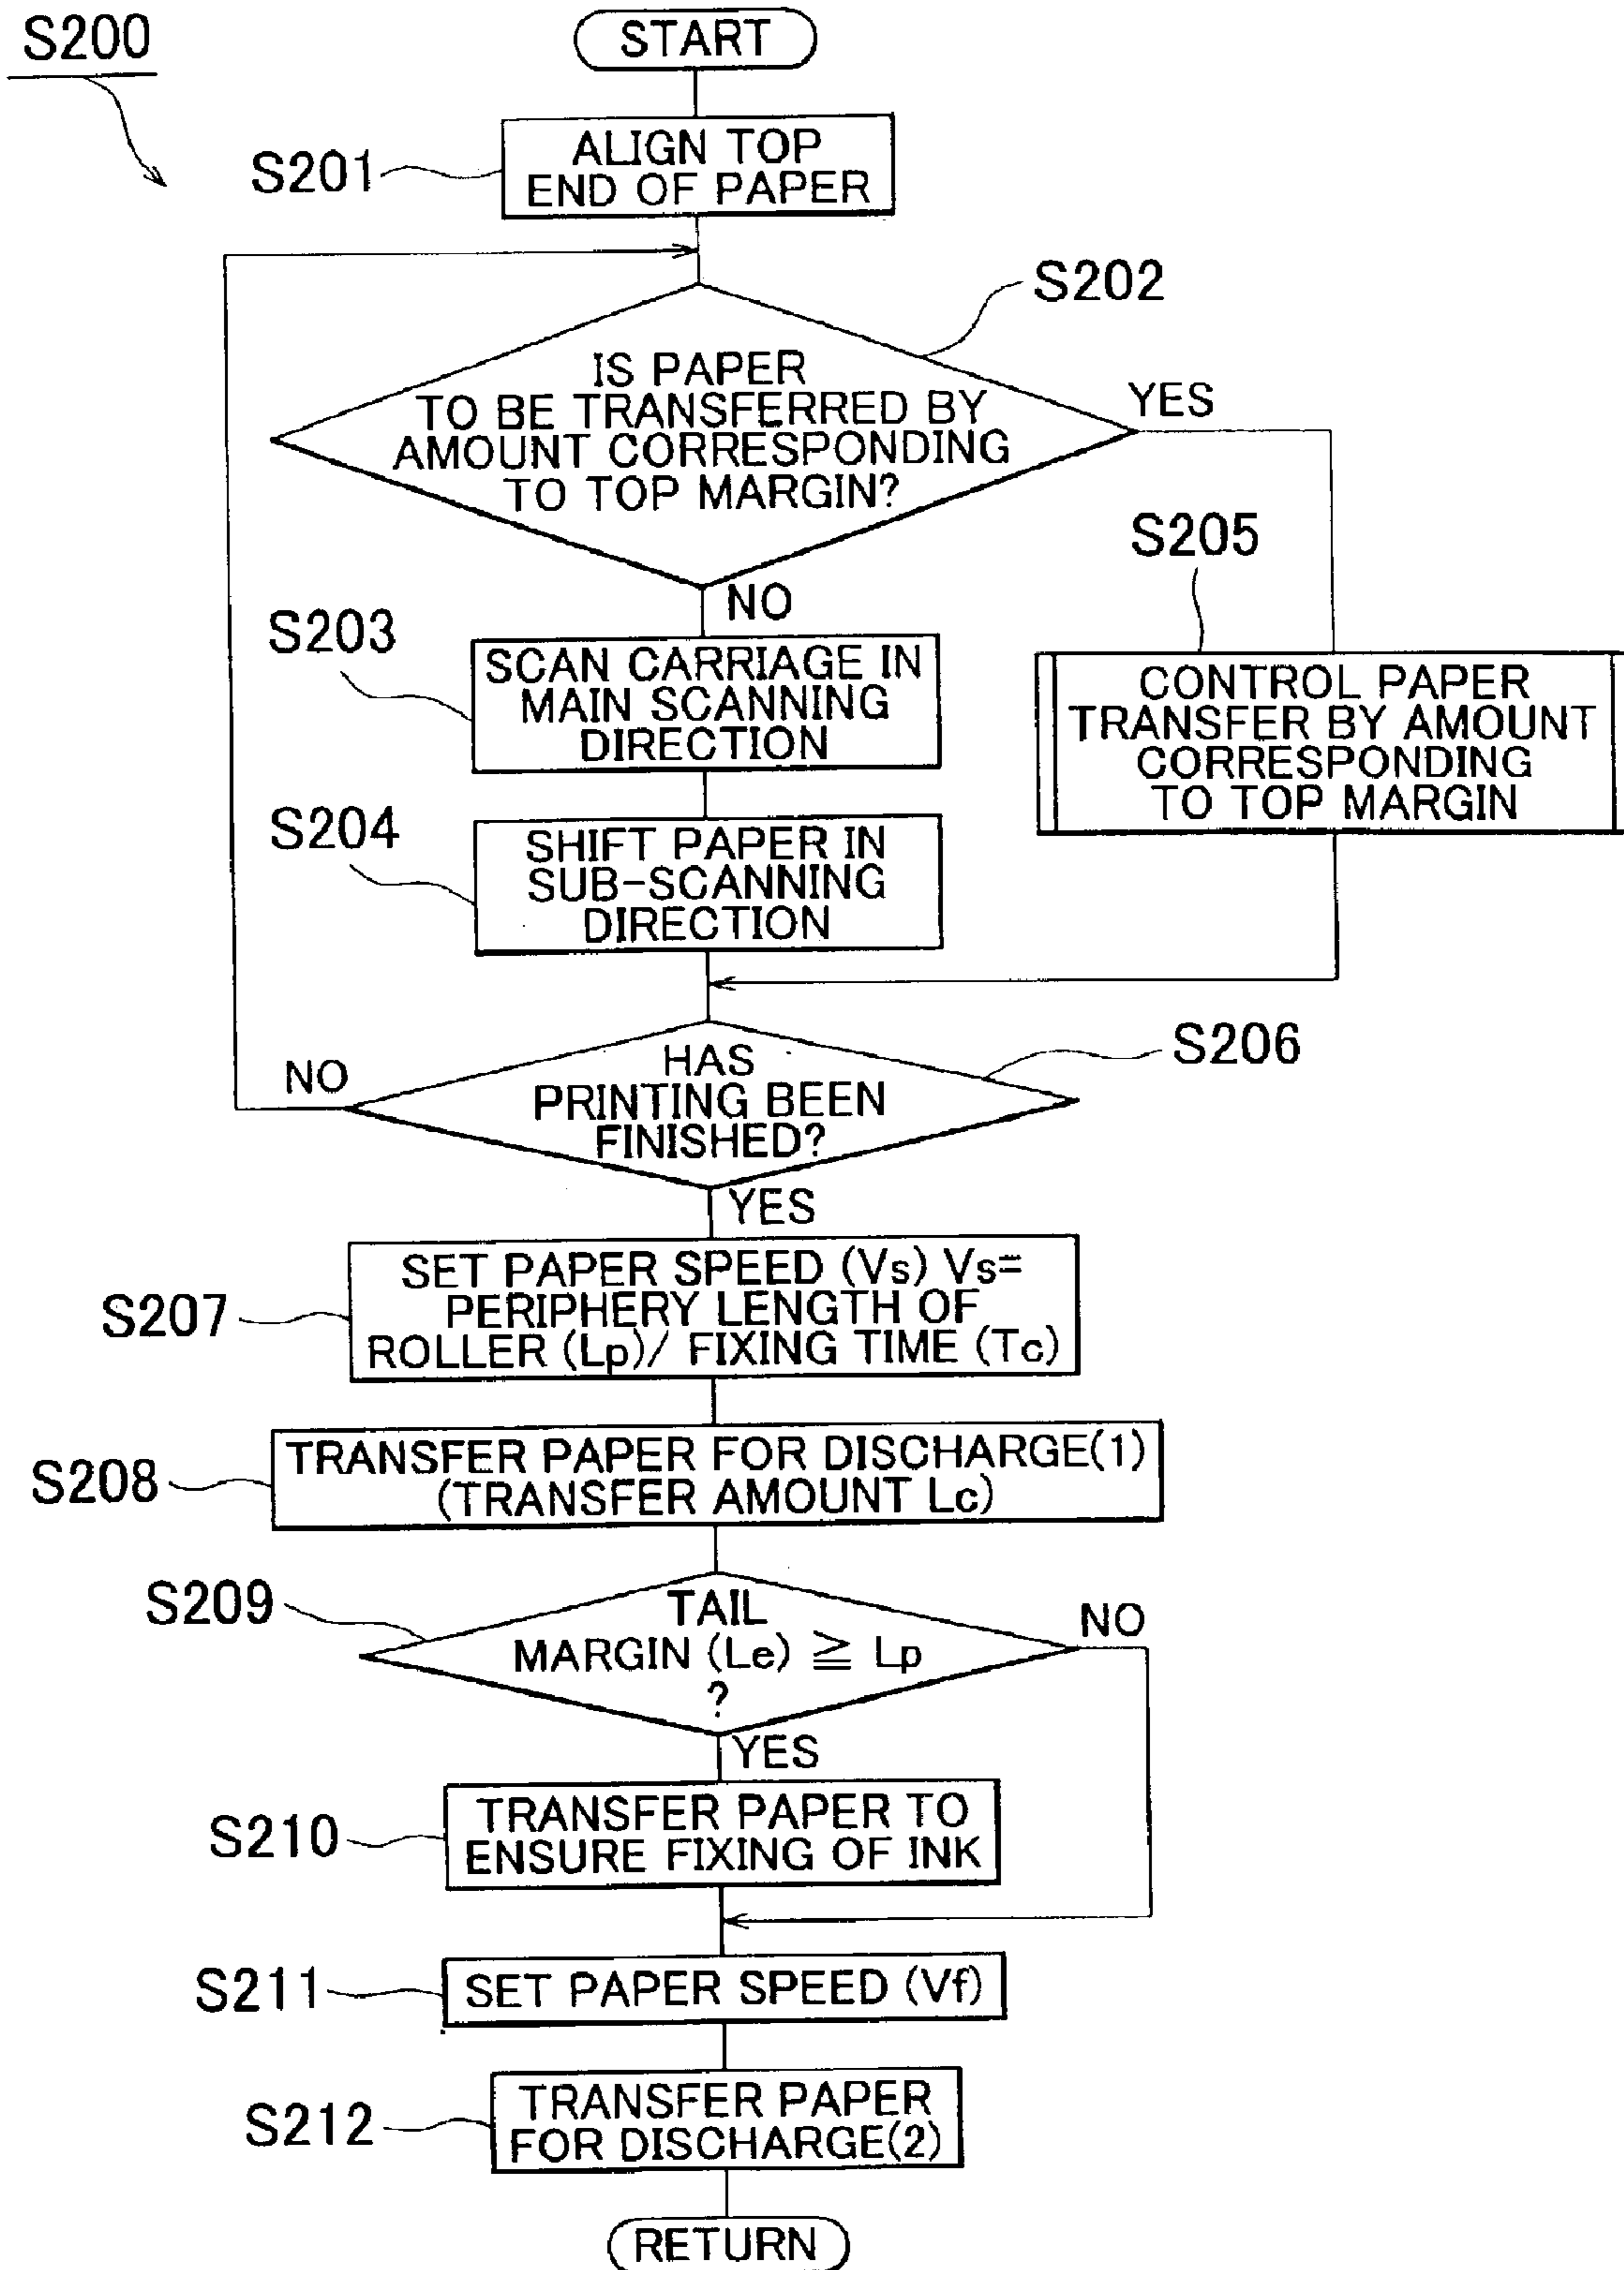 S200
START
S201
ALIGN TOP
END OF PAPER
S202
IS PAPER
TO BE TRANSFERRED BY
AMOUNT CORRESPONDING
TO TOP MARGIN?
YES
NO
S203
SCAN CARRIAGE IN
MAIN SCANNING
DIRECTION
S205
CONTROL PAPER
TRANSFER BY AMOUNT
CORRESPONDING
TO TOP MARGIN
S204
SHIFT PAPER IN
SUB-SCANNING
DIRECTION
S206
HAS
PRINTING BEEN
FINISHED?
NO
YES
S207
SET PAPER SPEED (Vs) Vs=
PERIPHERY LENGTH OF
ROLLER (Lp)/ FIXING TIME (Tc)
S208
TRANSFER PAPER FOR DISCHARGE(1)
(TRANSFER AMOUNT Lc)
S209
TAIL
MARGIN (Le) ≧ Lp
?
NO
YES
S210
TRANSFER PAPER TO
ENSURE FIXING OF INK
S211
SET PAPER SPEED (Vf)
S212
TRANSFER PAPER
FOR DISCHARGE(2)
RETURN